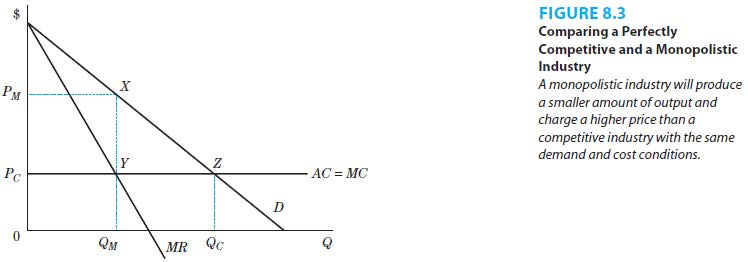 $
P_M
X
Y
Z
P_C
AC = MC
D
0
Q_M
MR
Q_C
Q
FIGURE 8.3
Comparing a Perfectly
Competitive and a Monopolistic
Industry
A monopolistic industry will produce
a smaller amount of output and
charge a higher price than a
competitive industry with the same
demand and cost conditions.